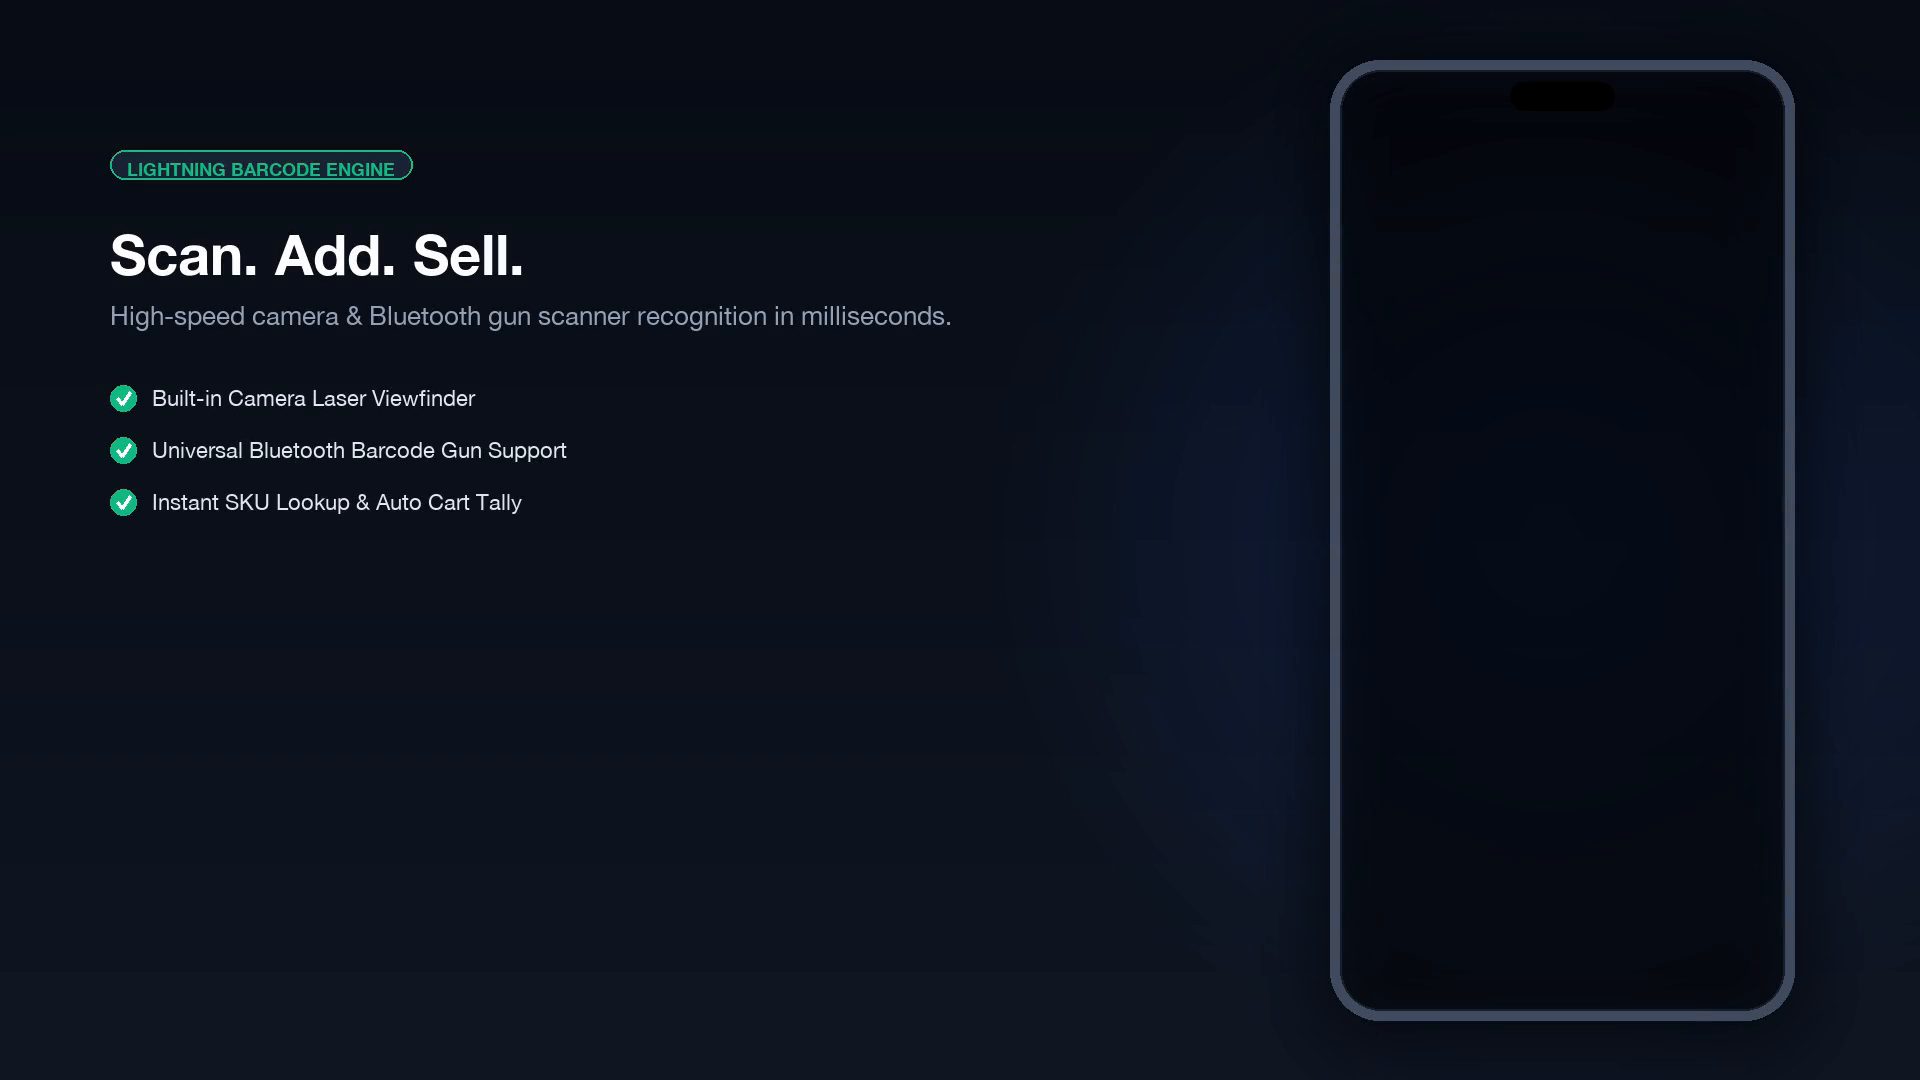 LIGHTNING BARCODE ENGINE
Scan. Add. Sell.
High-speed camera & Bluetooth gun scanner recognition in milliseconds.
Built-in Camera Laser Viewfinder
Universal Bluetooth Barcode Gun Support
Instant SKU Lookup & Auto Cart Tally